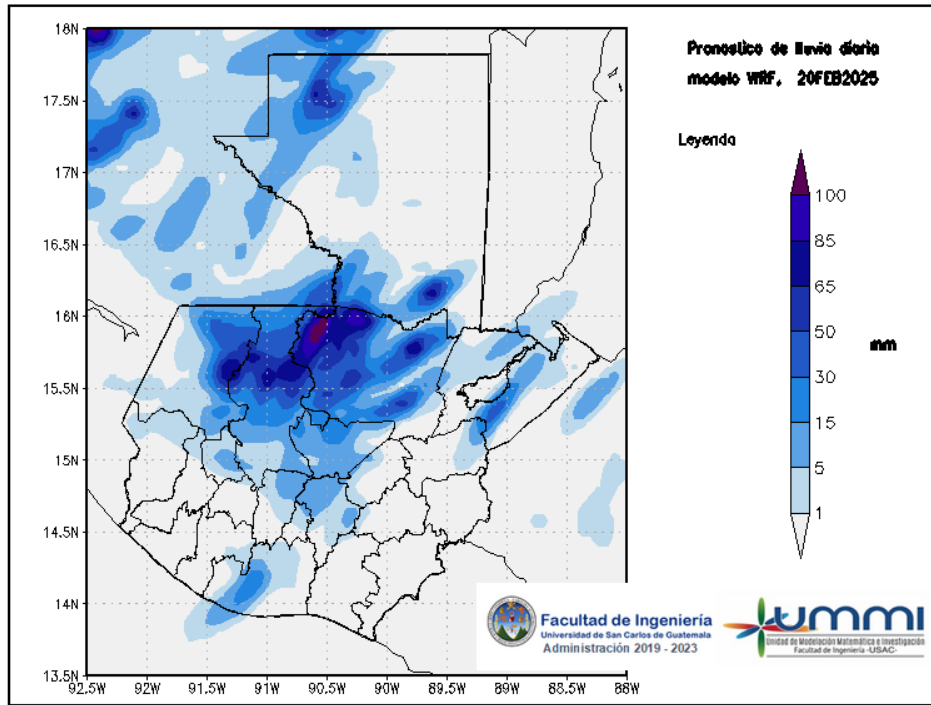 Pronostico de lluvia diaria
modelo WRF, 20FEB2025
Leyenda
100
85
65
50
30
15
5
1
mm
18N
17.5N
17N
16.5N
16N
15.5N
15N
14.5N
14N
13.5N
92.5W
92W
91.5W
91W
90.5W
90W
89.5W
89W
88.5W
88W
Facultad de Ingeniería
Universidad de San Carlos de Guatemala
Administración 2019 - 2023
UMMI
Unidad de Modelación Matemática e Investigación
Facultad de Ingeniería -USAC-